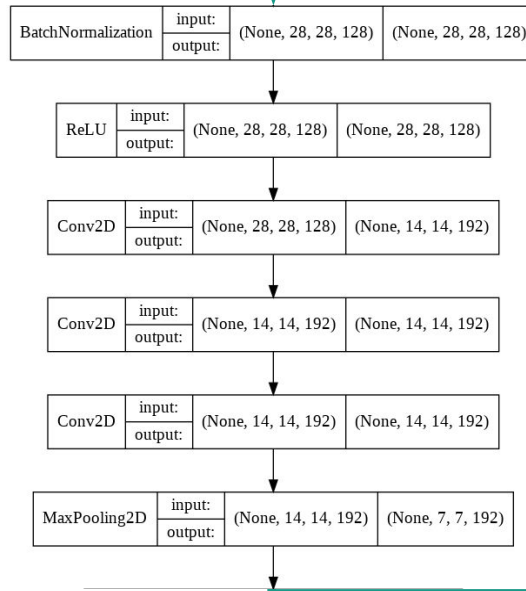 BatchNormalization input: output: (None, 28, 28, 128) (None, 28, 28, 128)
ReLU input: output: (None, 28, 28, 128) (None, 28, 28, 128)
Conv2D input: output: (None, 28, 28, 128) (None, 14, 14, 192)
Conv2D input: output: (None, 14, 14, 192) (None, 14, 14, 192)
Conv2D input: output: (None, 14, 14, 192) (None, 14, 14, 192)
MaxPooling2D input: output: (None, 14, 14, 192) (None, 7, 7, 192)